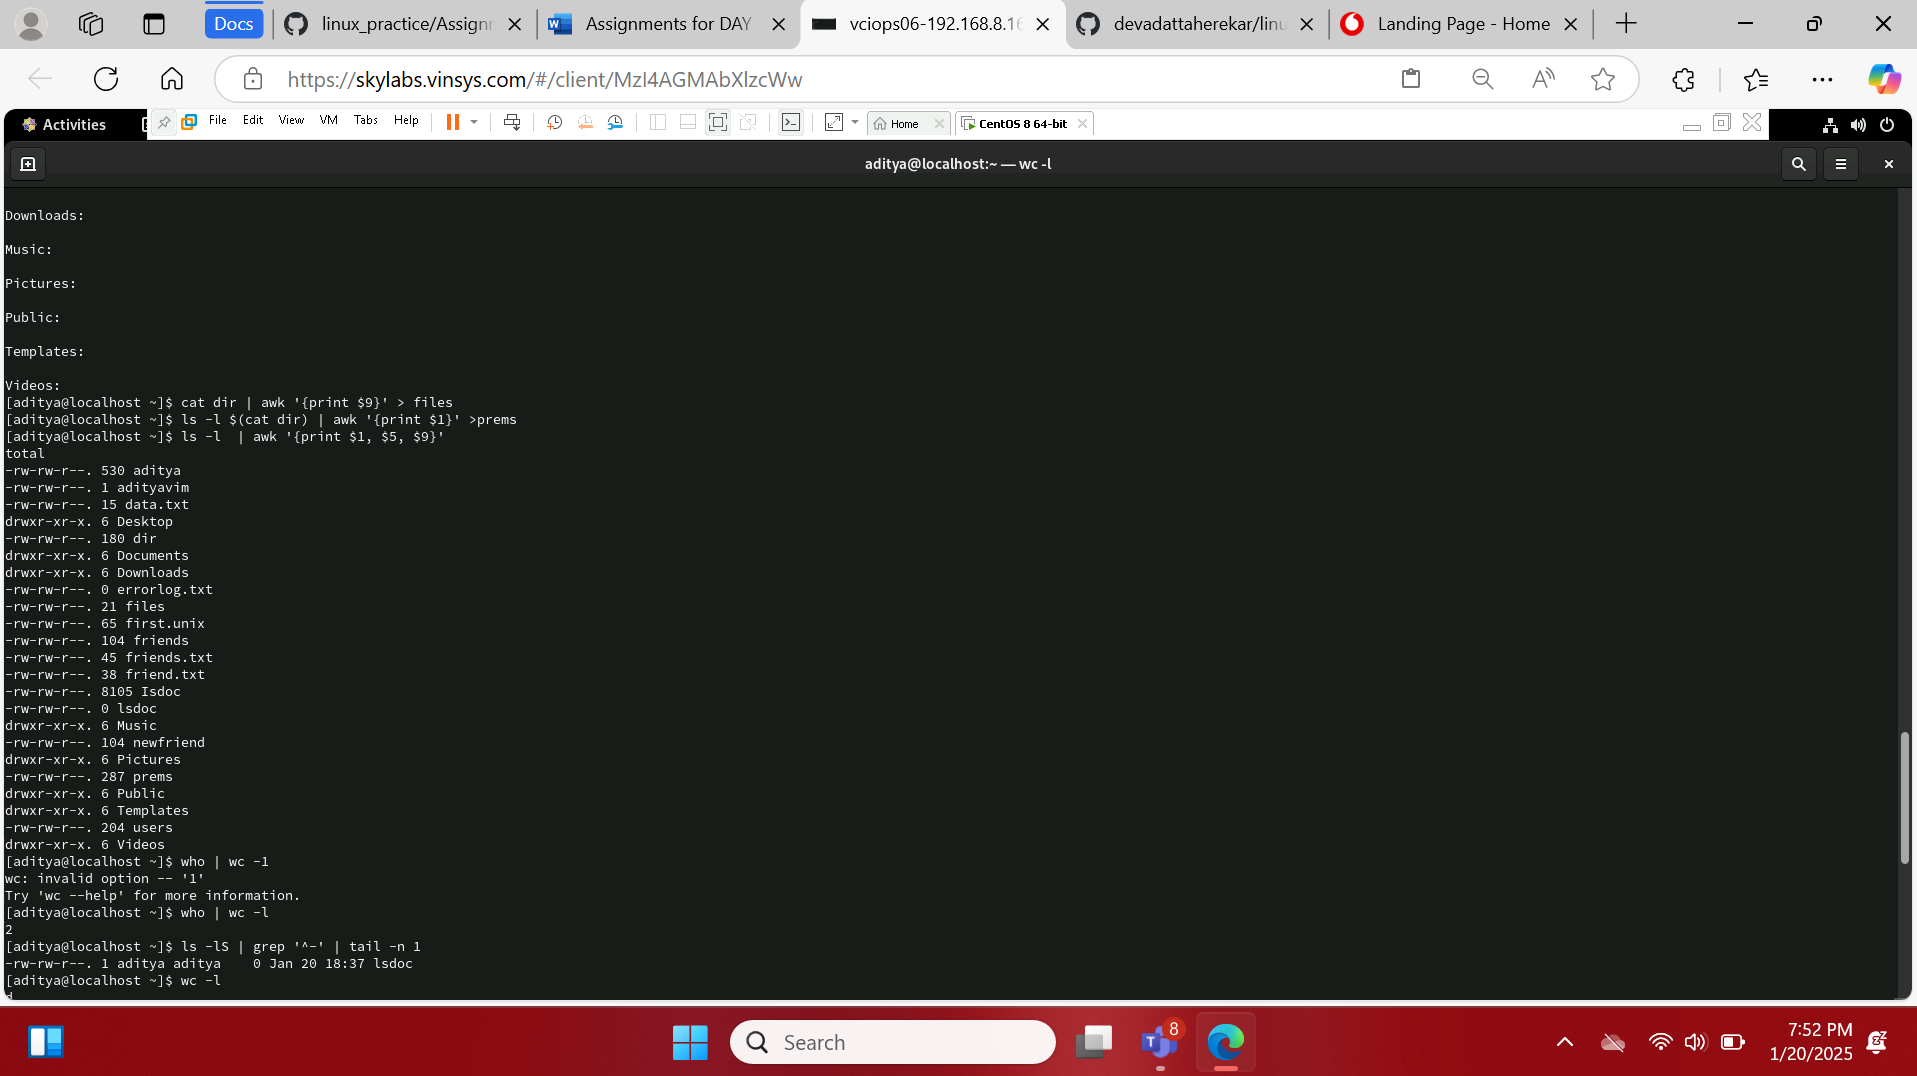 Docs
linux_practice/Assignn
Assignments for DAY
vciops06-192.168.8.16
devadattaherekar/linu
Landing Page - Home
https://skylabs.vinsys.com/#/client/MzI4AGMAbXlzcWw
Activities
File Edit View VM Tabs Help
Home
CentOS 8 64-bit
aditya@localhost:~ — wc -l
Downloads:
Music:
Pictures:
Public:
Templates:
Videos:
[aditya@localhost ~]$ cat dir | awk '{print $9}' > files
[aditya@localhost ~]$ ls -l $(cat dir) | awk '{print $1}' >prems
[aditya@localhost ~]$ ls -l  | awk '{print $1, $5, $9}'
total
-rw-rw-r--. 530 aditya
-rw-rw-r--. 1 adityavim
-rw-rw-r--. 15 data.txt
drwxr-xr-x. 6 Desktop
-rw-rw-r--. 180 dir
drwxr-xr-x. 6 Documents
drwxr-xr-x. 6 Downloads
-rw-rw-r--. 0 errorlog.txt
-rw-rw-r--. 21 files
-rw-rw-r--. 65 first.unix
-rw-rw-r--. 104 friends
-rw-rw-r--. 45 friends.txt
-rw-rw-r--. 38 friend.txt
-rw-rw-r--. 8105 Isdoc
-rw-rw-r--. 0 lsdoc
drwxr-xr-x. 6 Music
-rw-rw-r--. 104 newfriend
drwxr-xr-x. 6 Pictures
-rw-rw-r--. 287 prems
drwxr-xr-x. 6 Public
drwxr-xr-x. 6 Templates
-rw-rw-r--. 204 users
drwxr-xr-x. 6 Videos
[aditya@localhost ~]$ who | wc -1
wc: invalid option -- '1'
Try 'wc --help' for more information.
[aditya@localhost ~]$ who | wc -l
2
[aditya@localhost ~]$ ls -lS | grep '^-' | tail -n 1
-rw-rw-r--. 1 aditya aditya    0 Jan 20 18:37 lsdoc
[aditya@localhost ~]$ wc -l
Search
8
7:52 PM
1/20/2025